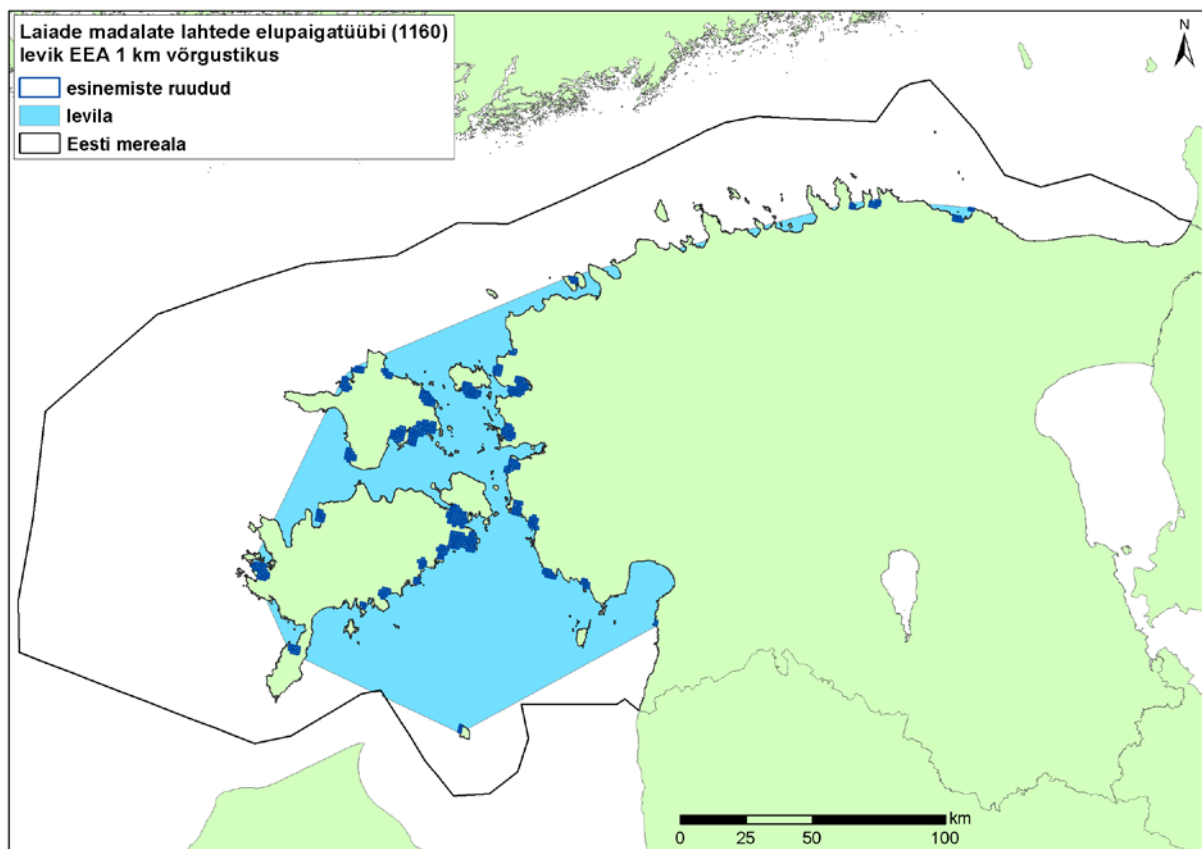 Laiade madalate lahtede elupaigatüübi (1160)
levik EEA 1 km võrgustikus
esinemiste ruudud
levila
Eesti mereala
N
km
0 25 50 100